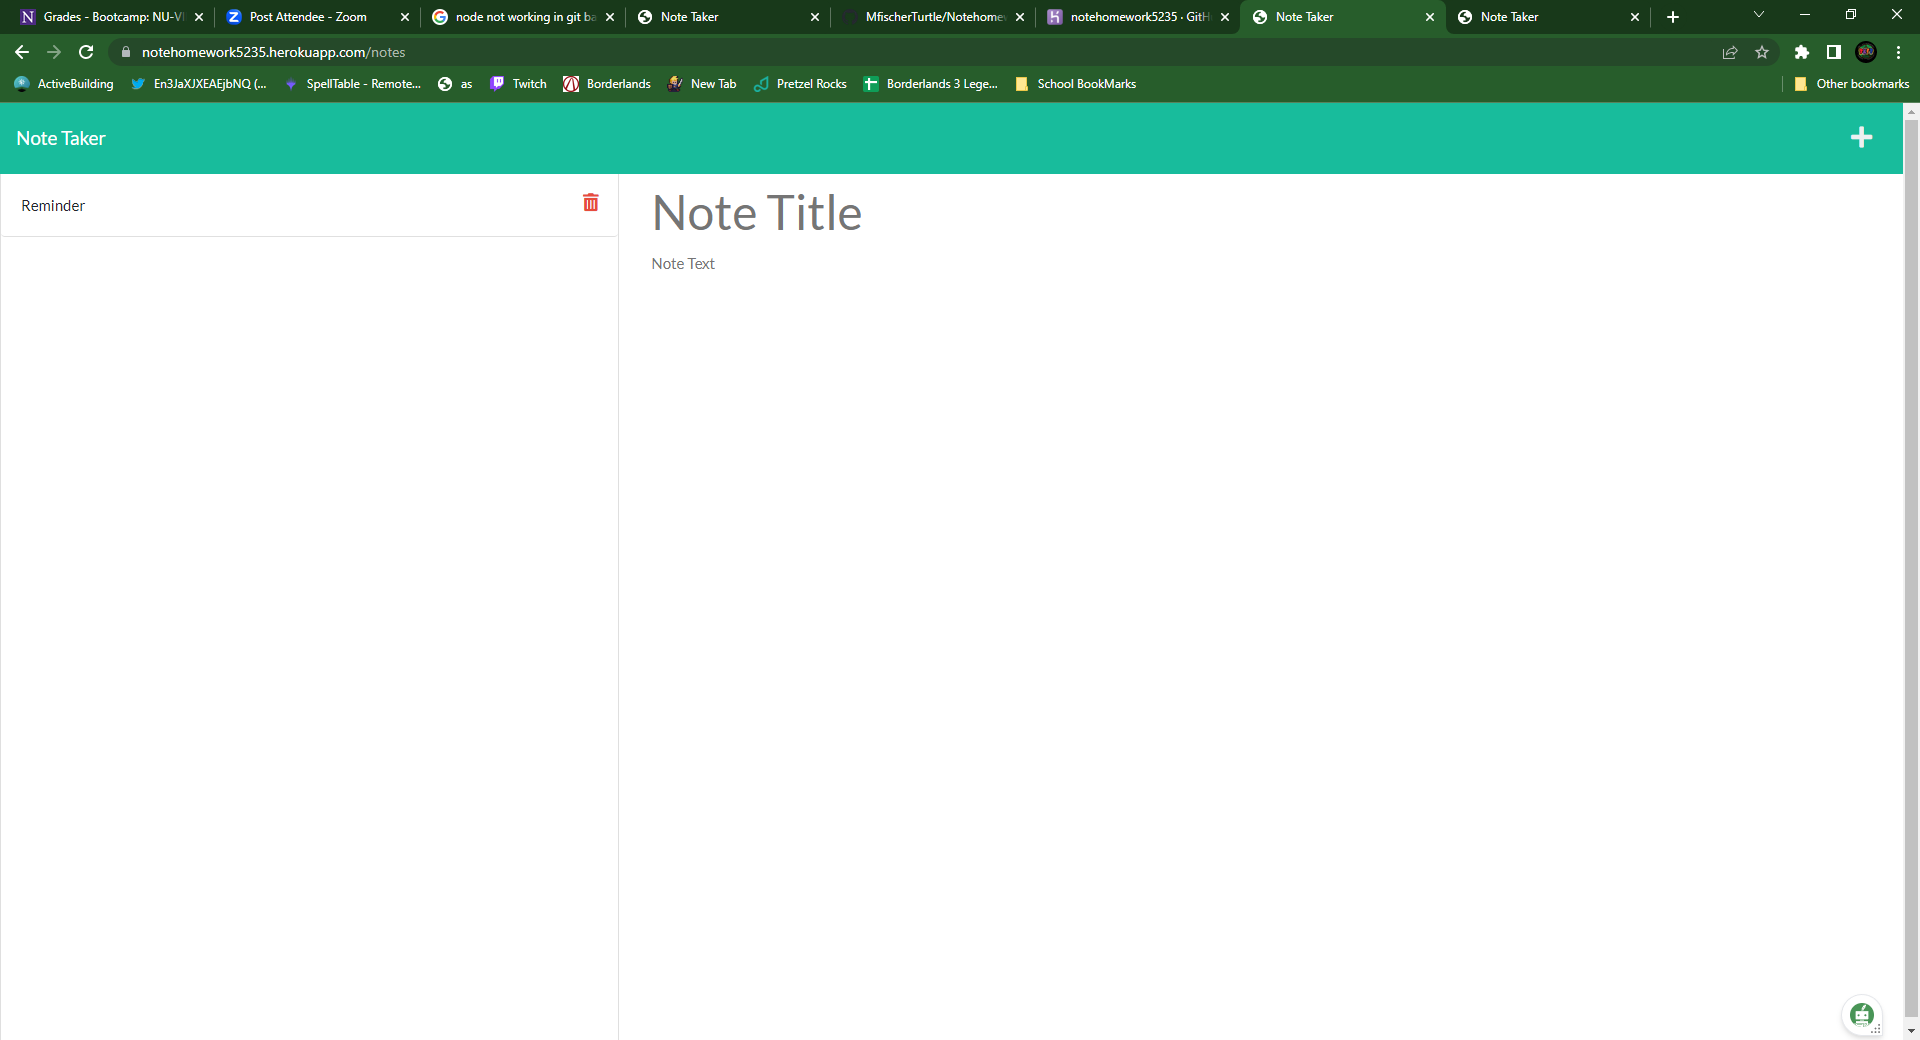 Grades - Bootcamp: NU-VI
Post Attendee - Zoom
node not working in git ba
Note Taker
MfischerTurtle/Notehomew
notehomework5235 · GitH
Note Taker
Note Taker
notehomework5235.herokuapp.com/notes
ActiveBuilding
En3JaXJXEAEjbNQ (...
SpellTable - Remote...
as
Twitch
Borderlands
New Tab
Pretzel Rocks
Borderlands 3 Lege...
School BookMarks
Other bookmarks
Note Taker
Reminder
Note Title
Note Text